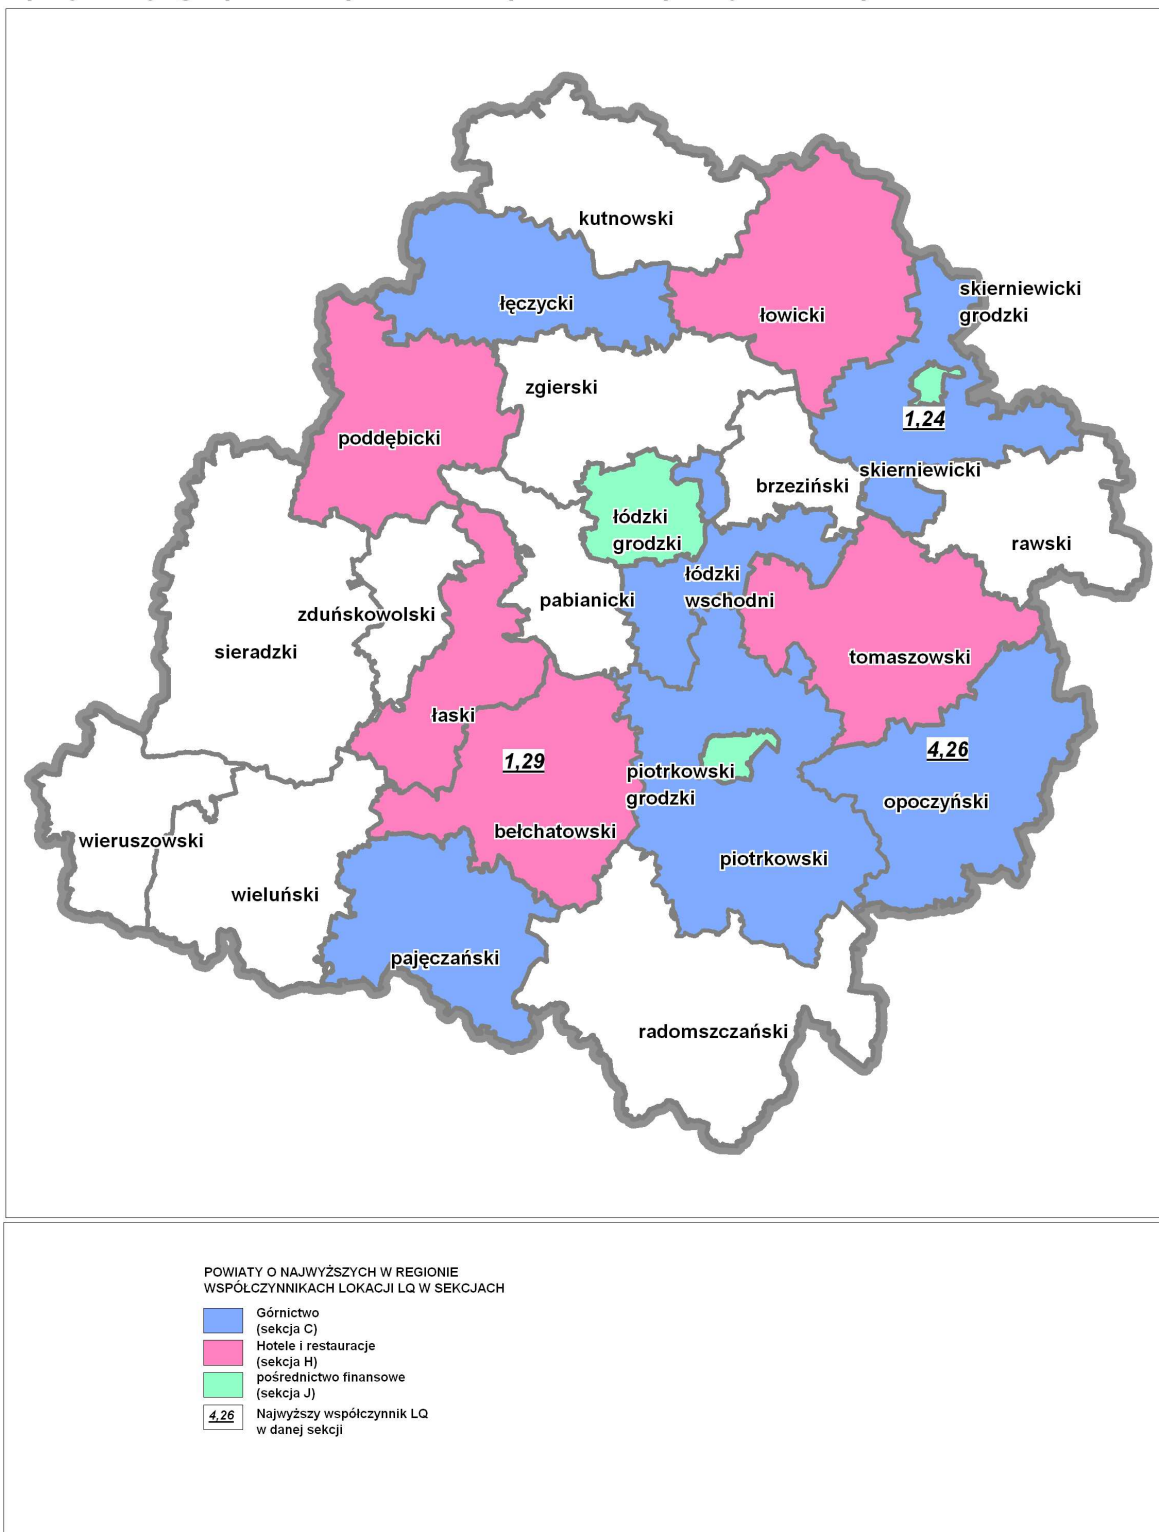 kutnowski
skierniewicki
grodzki
łęczycki
łowicki
zgierski
1,24
poddębicki
skierniewicki
brzeziński
łódzki
grodzki
rawski
łódzki
wschodni
pabianicki
zduńskowolski
sieradzki
tomaszowski
łaski
1,29
4,26
piotrkowski
grodzki
opoczyński
bełchatowski
wieruszowski
piotrkowski
wieluński
pajęczański
radomszczański
POWIATY O NAJWYŻSZYCH W REGIONIE
WSPÓŁCZYNNIKACH LOKACJI LQ W SEKCJACH
Górnictwo
(sekcja C)
Hotele i restauracje
(sekcja H)
pośrednictwo finansowe
(sekcja J)
4,26 Najwyższy współczynnik LQ
w danej sekcji